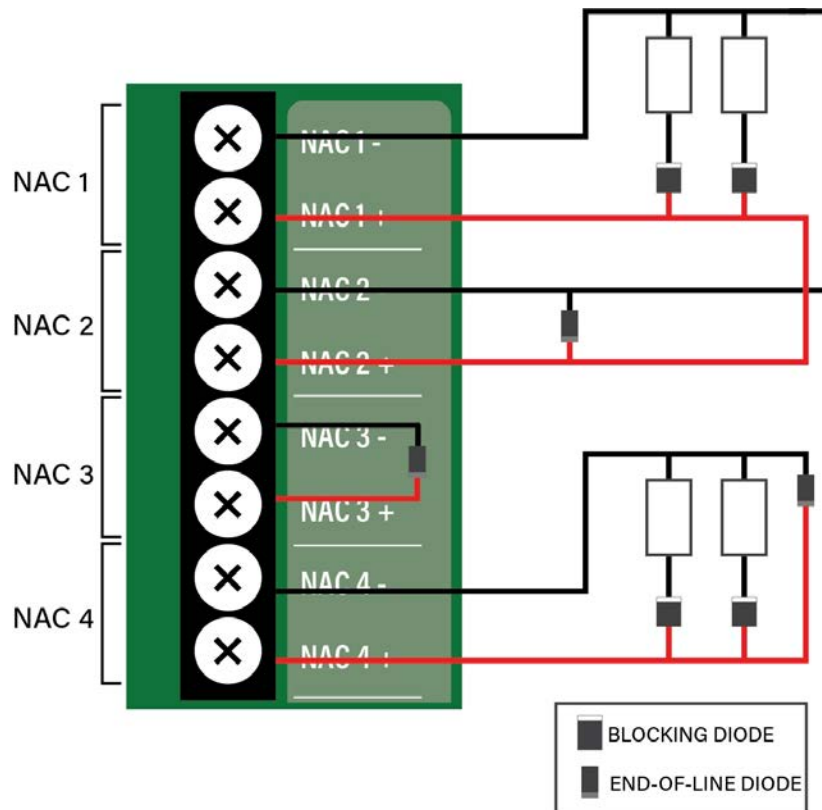 NAC 1
NAC 1 -
NAC 1 +
NAC 2
NAC 2
NAC 2 +
NAC 3
NAC 3 -
NAC 3 +
NAC 4
NAC 4 -
NAC 4 +
BLOCKING DIODE
END-OF-LINE DIODE